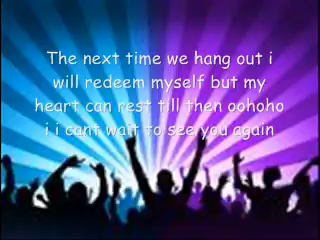 The next time we hang out i
will redeem myself but my
heart can rest till then oohoho
i i cant wait to see you again